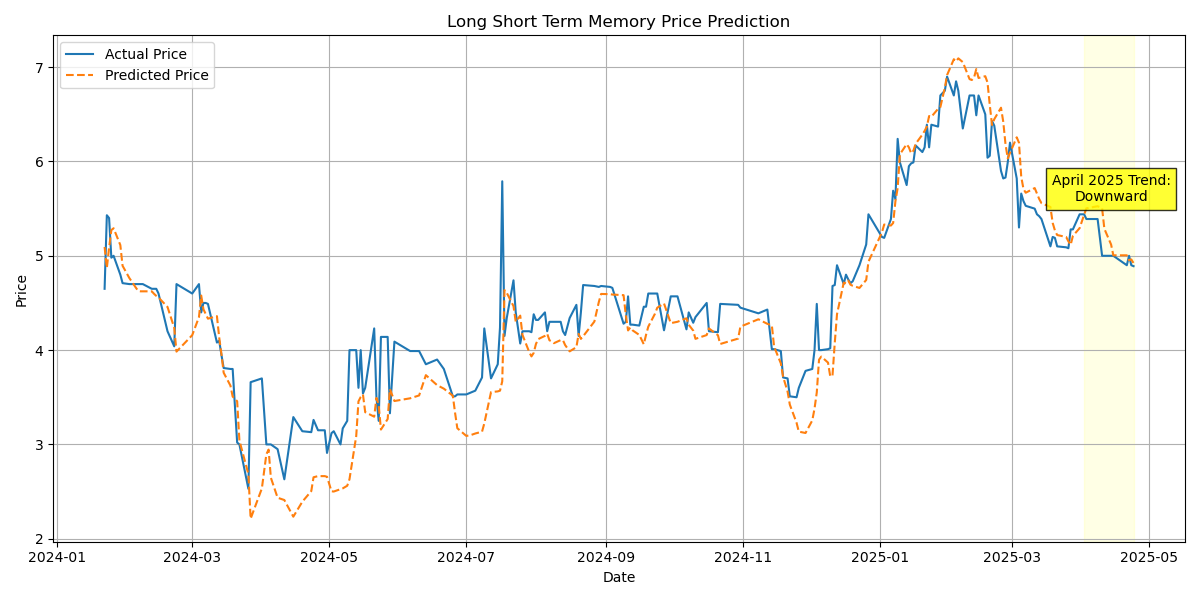 Long Short Term Memory Price Prediction
Actual Price
Predicted Price
April 2025 Trend:
Downward
Price
7
6
5
4
3
2
2024-01 2024-03 2024-05 2024-07 2024-09 2024-11 2025-01 2025-03 2025-05
Date